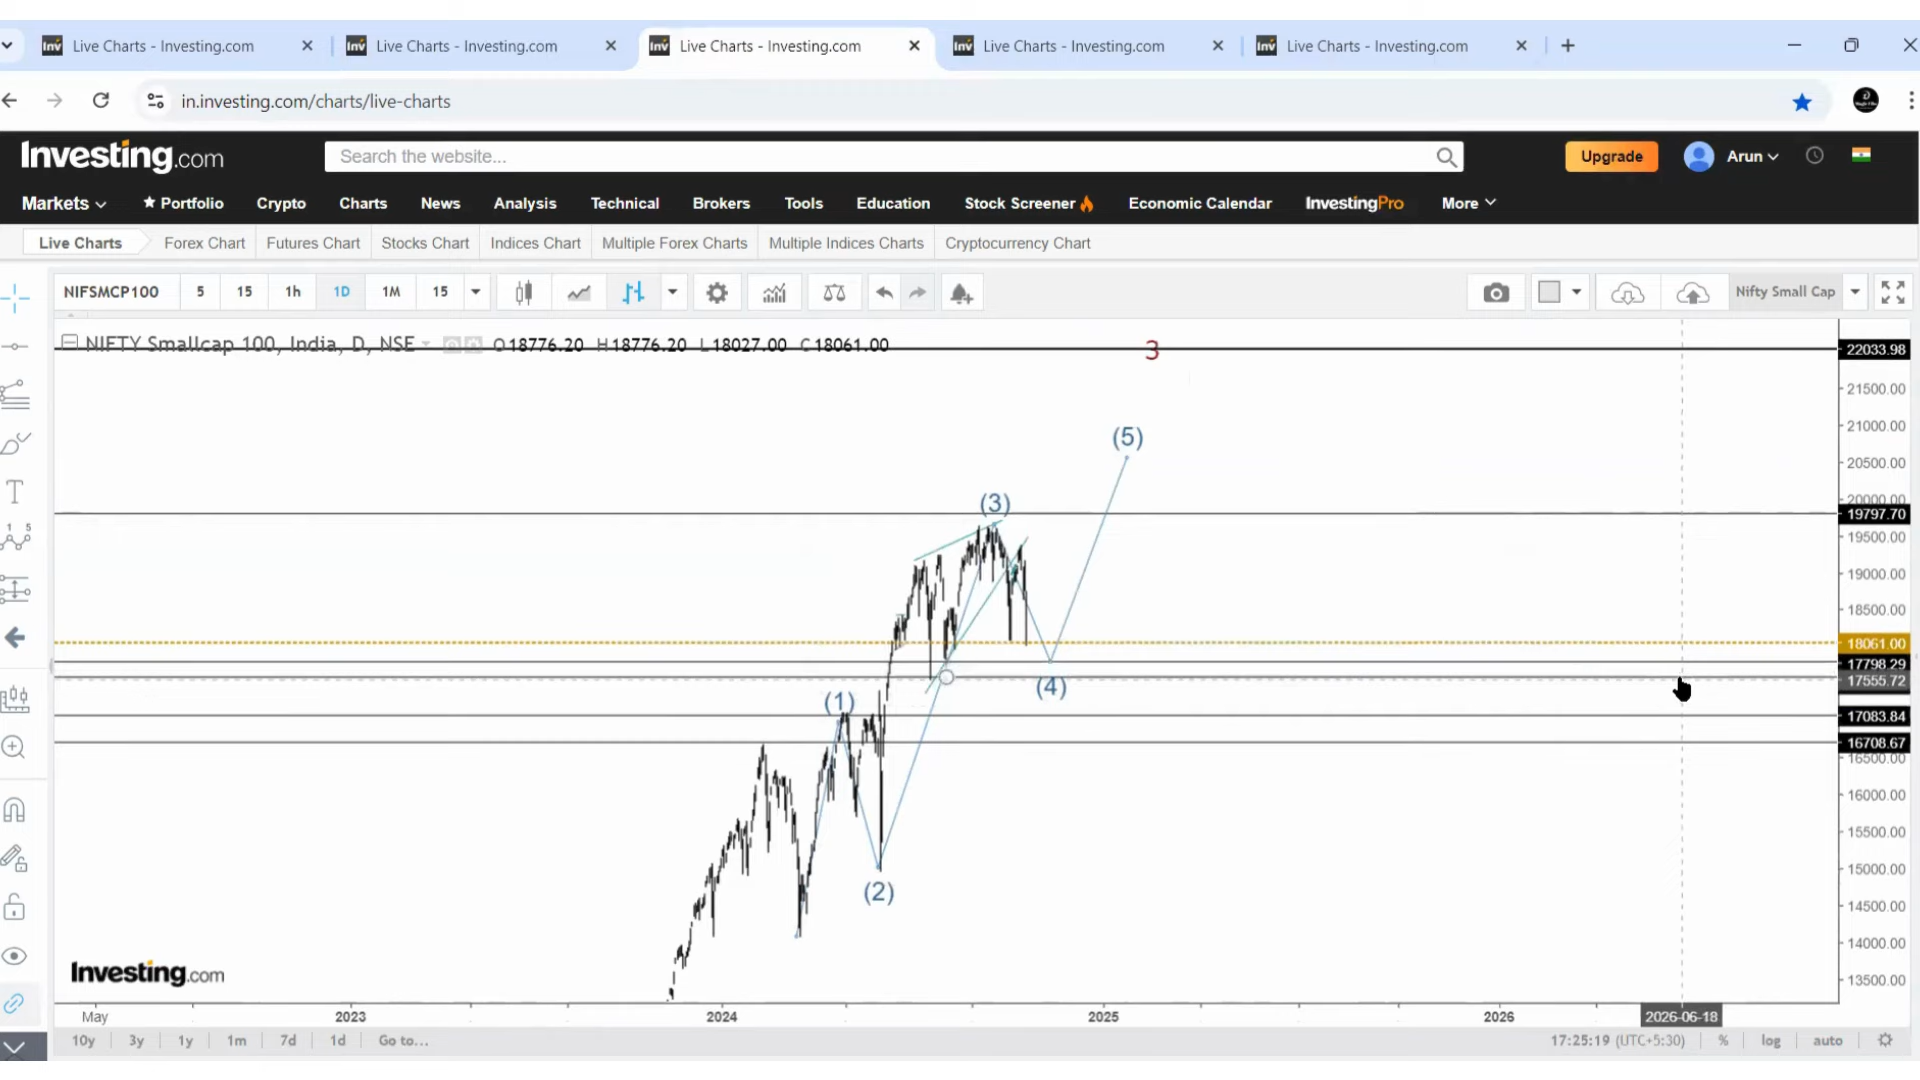 Live Charts - Investing.com
Live Charts - Investing.com
Live Charts - Investing.com
Live Charts - Investing.com
Live Charts - Investing.com
in.investing.com/charts/live-charts
Investing.com
Search the website...
Upgrade
Arun
Markets
Portfolio
Crypto
Charts
News
Analysis
Technical
Brokers
Tools
Education
Stock Screener
Economic Calendar
InvestingPro
More
Live Charts
Forex Chart
Futures Chart
Stocks Chart
Indices Chart
Multiple Forex Charts
Multiple Indices Charts
Cryptocurrency Chart
NIFSMCP100
5
15
1h
1D
1M
15
Nifty Small Cap
NIFTY Smallcap 100, India, D, NSE
O 18776.20 H 18776.20 L 18027.00 C 18061.00
3
22033.98
21500.00
21000.00
20500.00
20000.00
19797.70
19500.00
19000.00
18500.00
18061.00
17798.29
17555.72
17083.84
16708.67
16500.00
16000.00
15500.00
15000.00
14500.00
14000.00
13500.00
(5)
(3)
(4)
(1)
(2)
Investing.com
May
2023
2024
2025
2026
2026-06-18
10y
3y
1y
1m
7d
1d
Go to...
17:25:19 (UTC+5:30)
%
log
auto